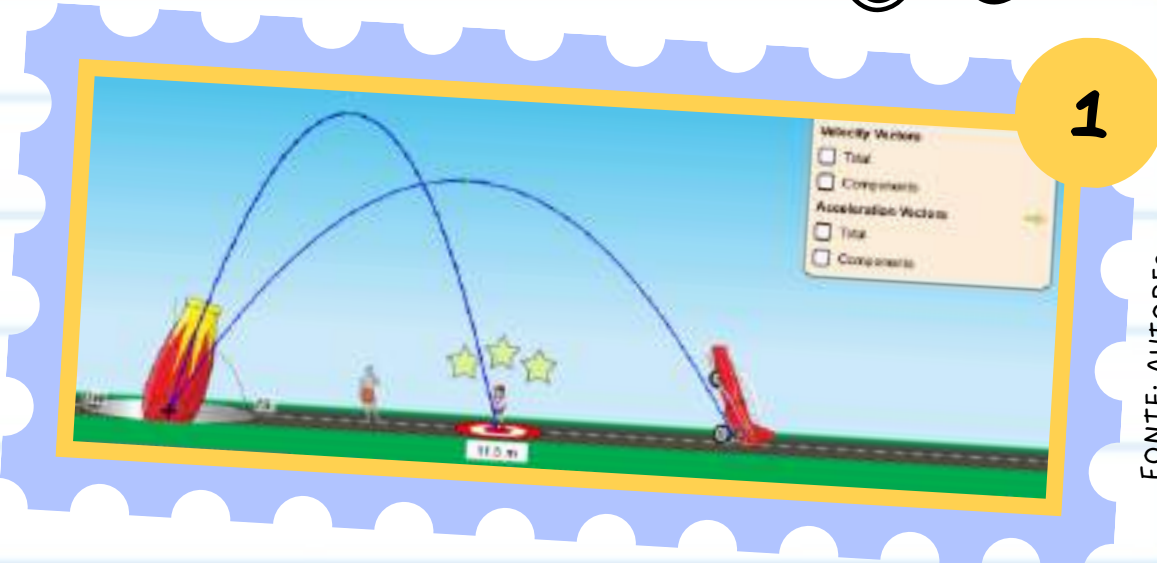 1
Velocity Vectors
Total
Components
Acceleration Vectors
Total
Components
FONTE: AUTORES